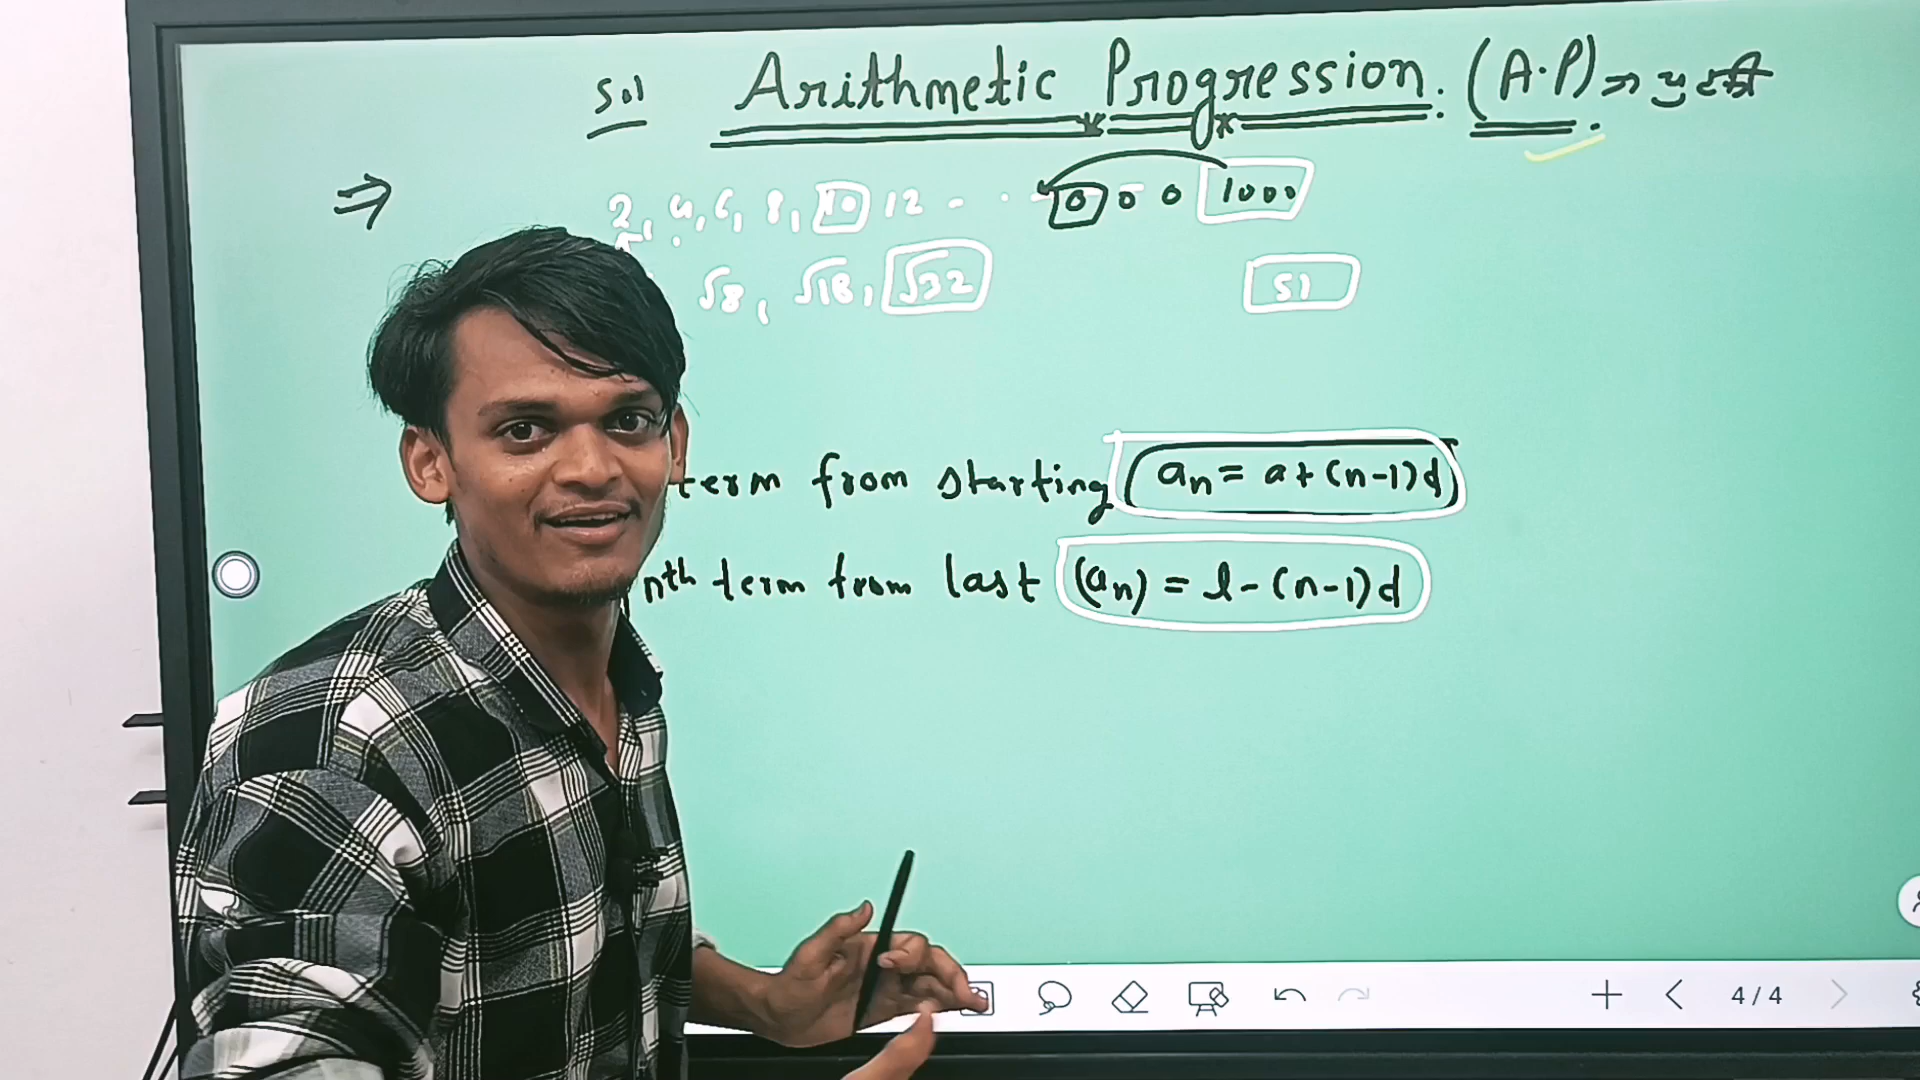 Sol Arithmetic Progression. (A.P) ⇒
⇒ 2, 4, 6, 8, 10 12 - . . - 0 0 0 1000
√8, √18, √32
term from starting (an = a + (n-1)d)
nth term from last (an) = l - (n-1)d
4/4